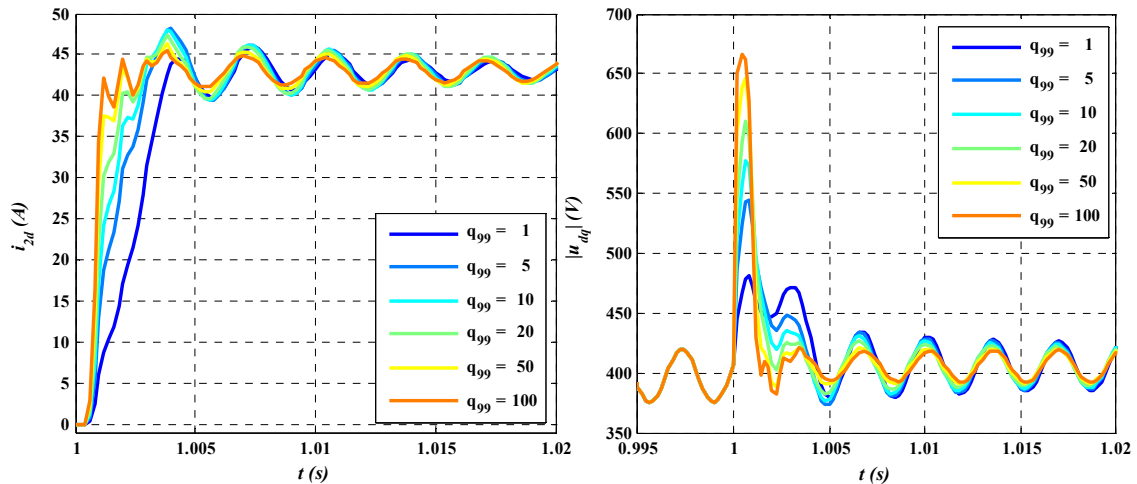 50
45
40
35
30
25
20
15
10
5
0
i2d (A)
q99 = 1
q99 = 5
q99 = 10
q99 = 20
q99 = 50
q99 = 100
1
1.005
1.01
1.015
1.02
t (s)
700
650
600
550
500
450
400
350
|udq| (V)
q99 = 1
q99 = 5
q99 = 10
q99 = 20
q99 = 50
q99 = 100
0.995
1
1.005
1.01
1.015
1.02
t (s)